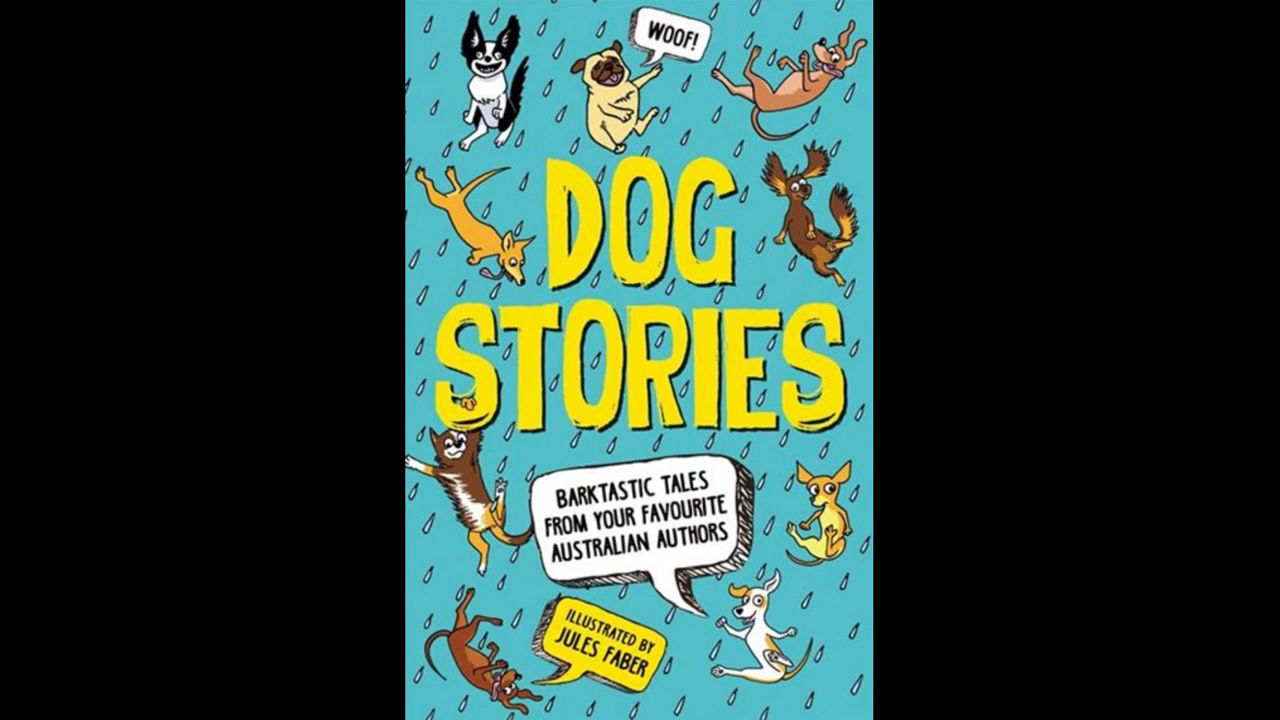 WOOF!
DOG
STORIES
BARKTASTIC TALES
FROM YOUR FAVOURITE
AUSTRALIAN AUTHORS
ILLUSTRATED BY
JULES FABER